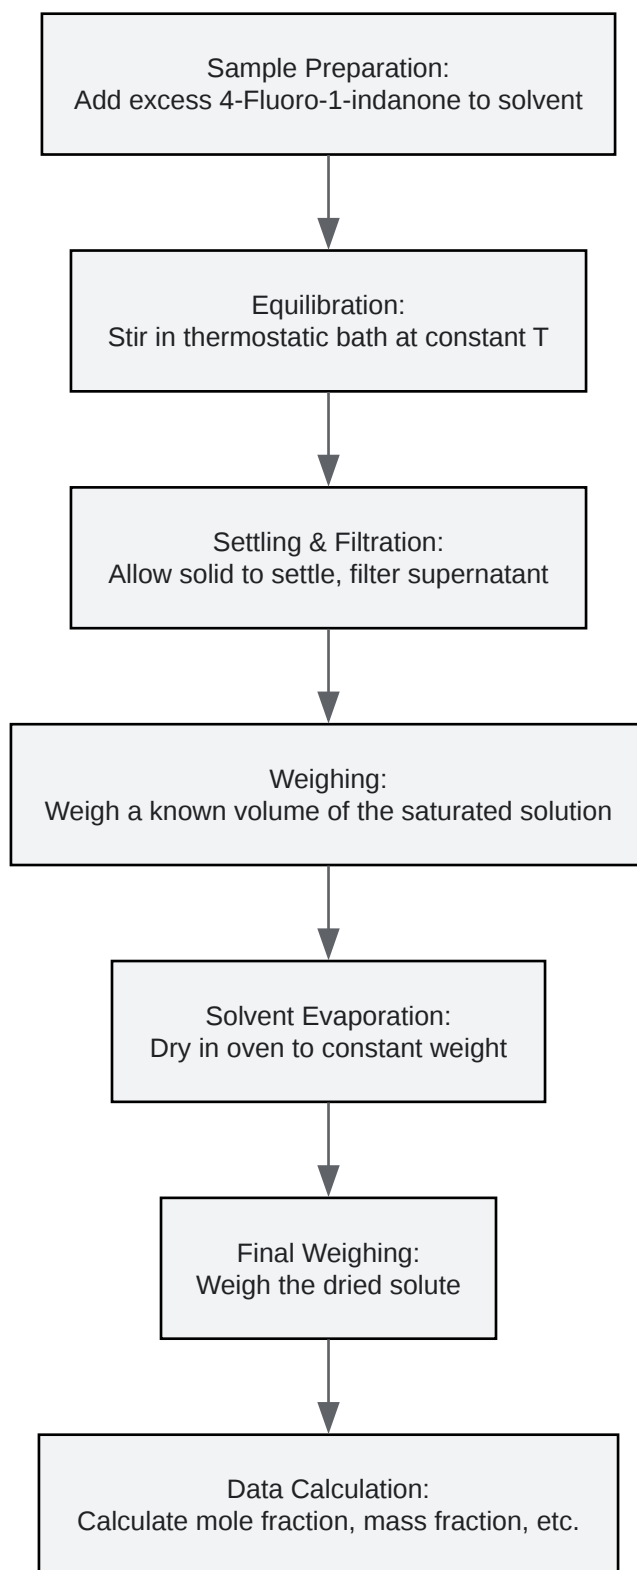 Sample Preparation:
Add excess 4-Fluoro-1-indanone to solvent
Equilibration:
Stir in thermostatic bath at constant T
Settling & Filtration:
Allow solid to settle, filter supernatant
Weighing:
Weigh a known volume of the saturated solution
Solvent Evaporation:
Dry in oven to constant weight
Final Weighing:
Weigh the dried solute
Data Calculation:
Calculate mole fraction, mass fraction, etc.